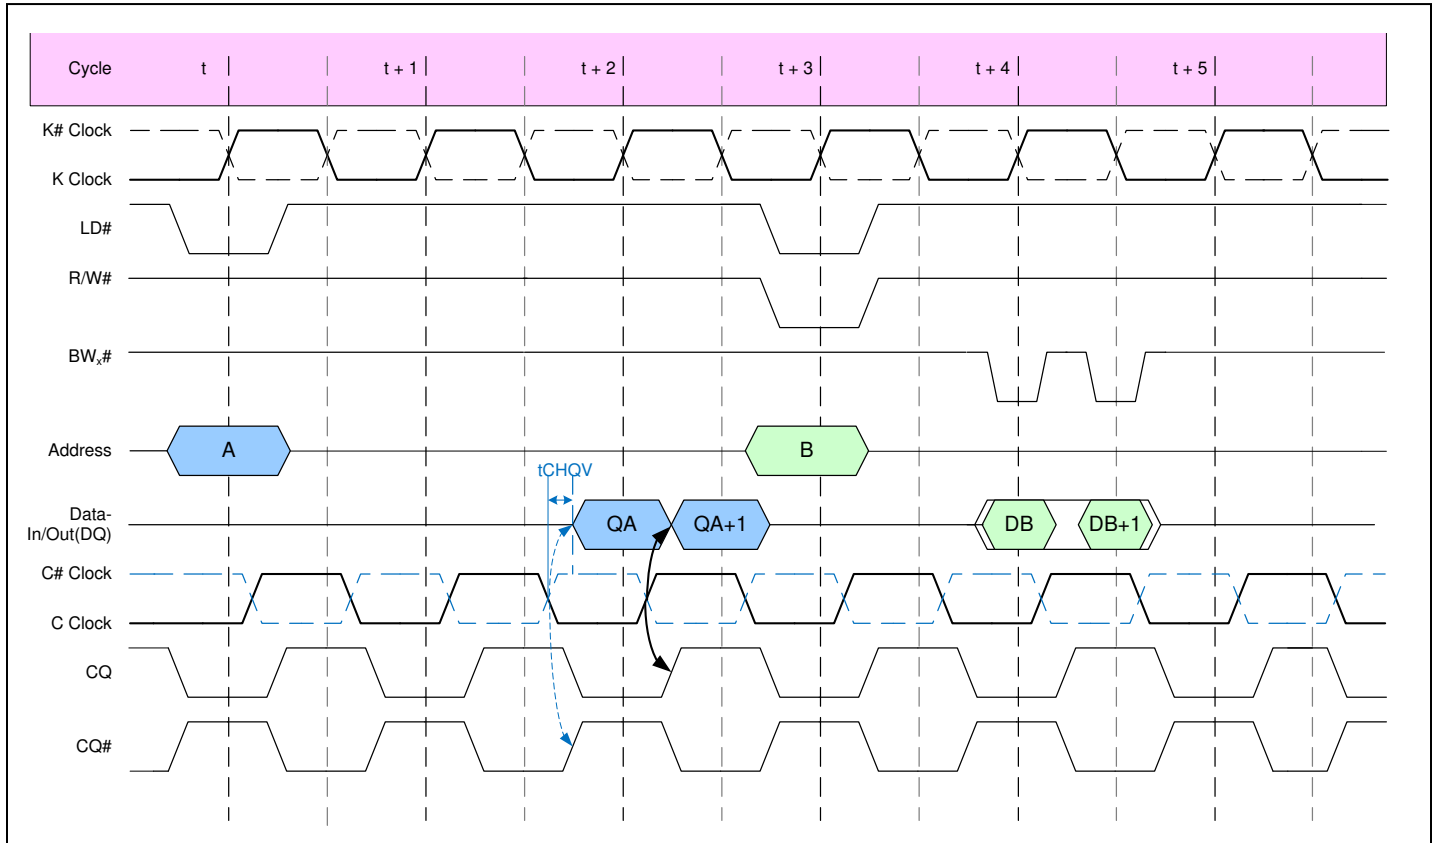 Cycle t t + 1 t + 2 t + 3 t + 4 t + 5
K# Clock
K Clock
LD#
R/W#
BWx#
Address A B
tCHQV
Data-
In/Out(DQ) QA QA+1 DB DB+1
C# Clock
C Clock
CQ
CQ#